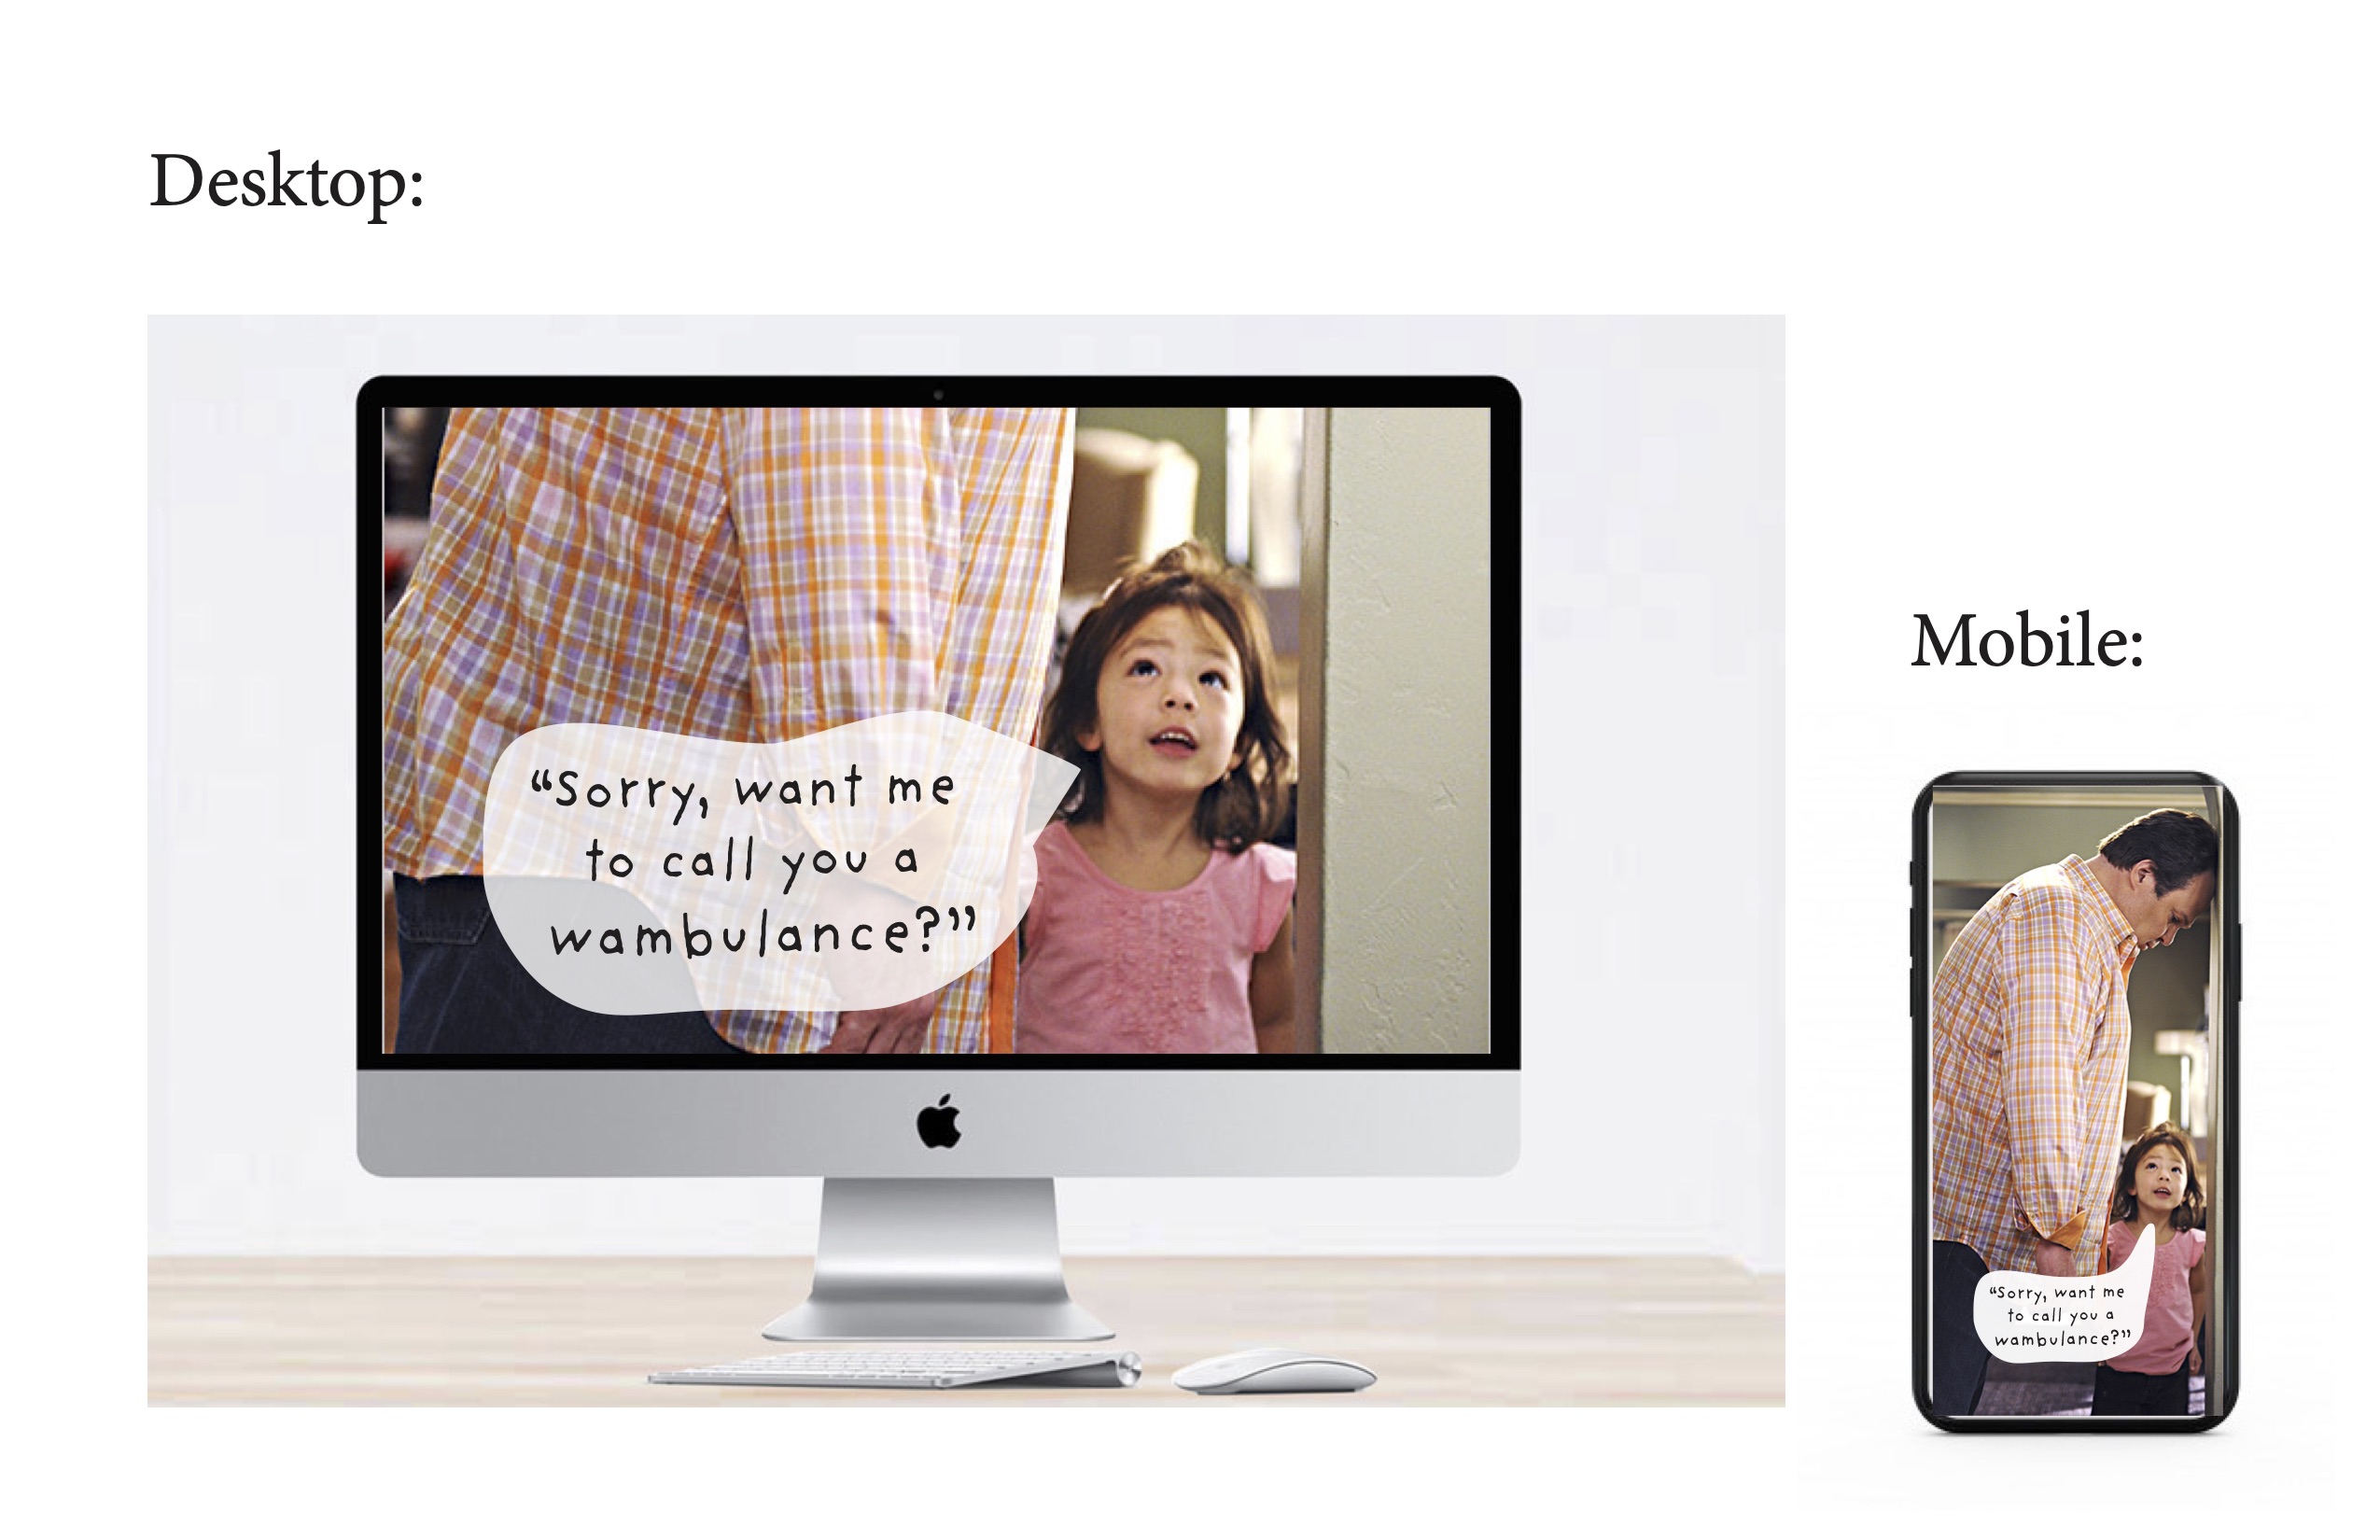 Desktop:
“Sorry, want me
to call you a
wambulance?”
Mobile:
“Sorry, want me
to call you a
wambulance?”